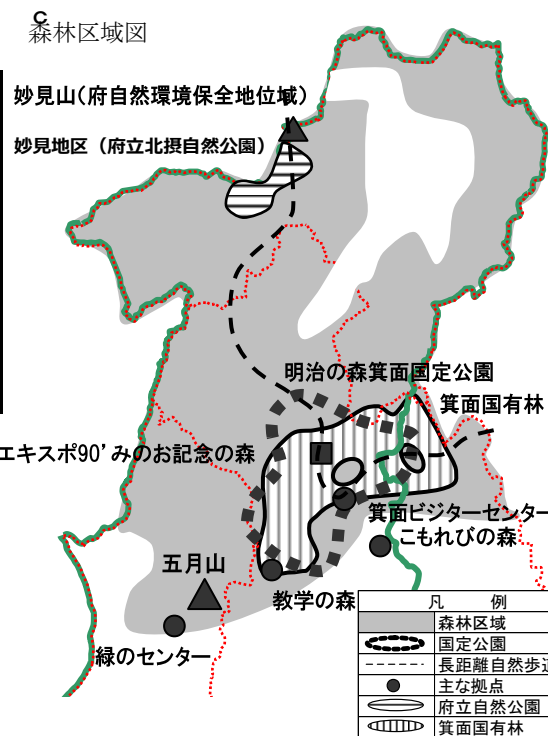 C
森林区域図
妙見山（府自然環境保全地位域）
妙見地区（府立北摂自然公園）
明治の森箕面国定公園
箕面国有林
エキスポ90’みのお記念の森
箕面ビジターセンター
こもれびの森
五月山
教学の森
緑のセンター
凡 例
森林区域
国定公園
長距離自然歩道
主な拠点
府立自然公園
箕面国有林